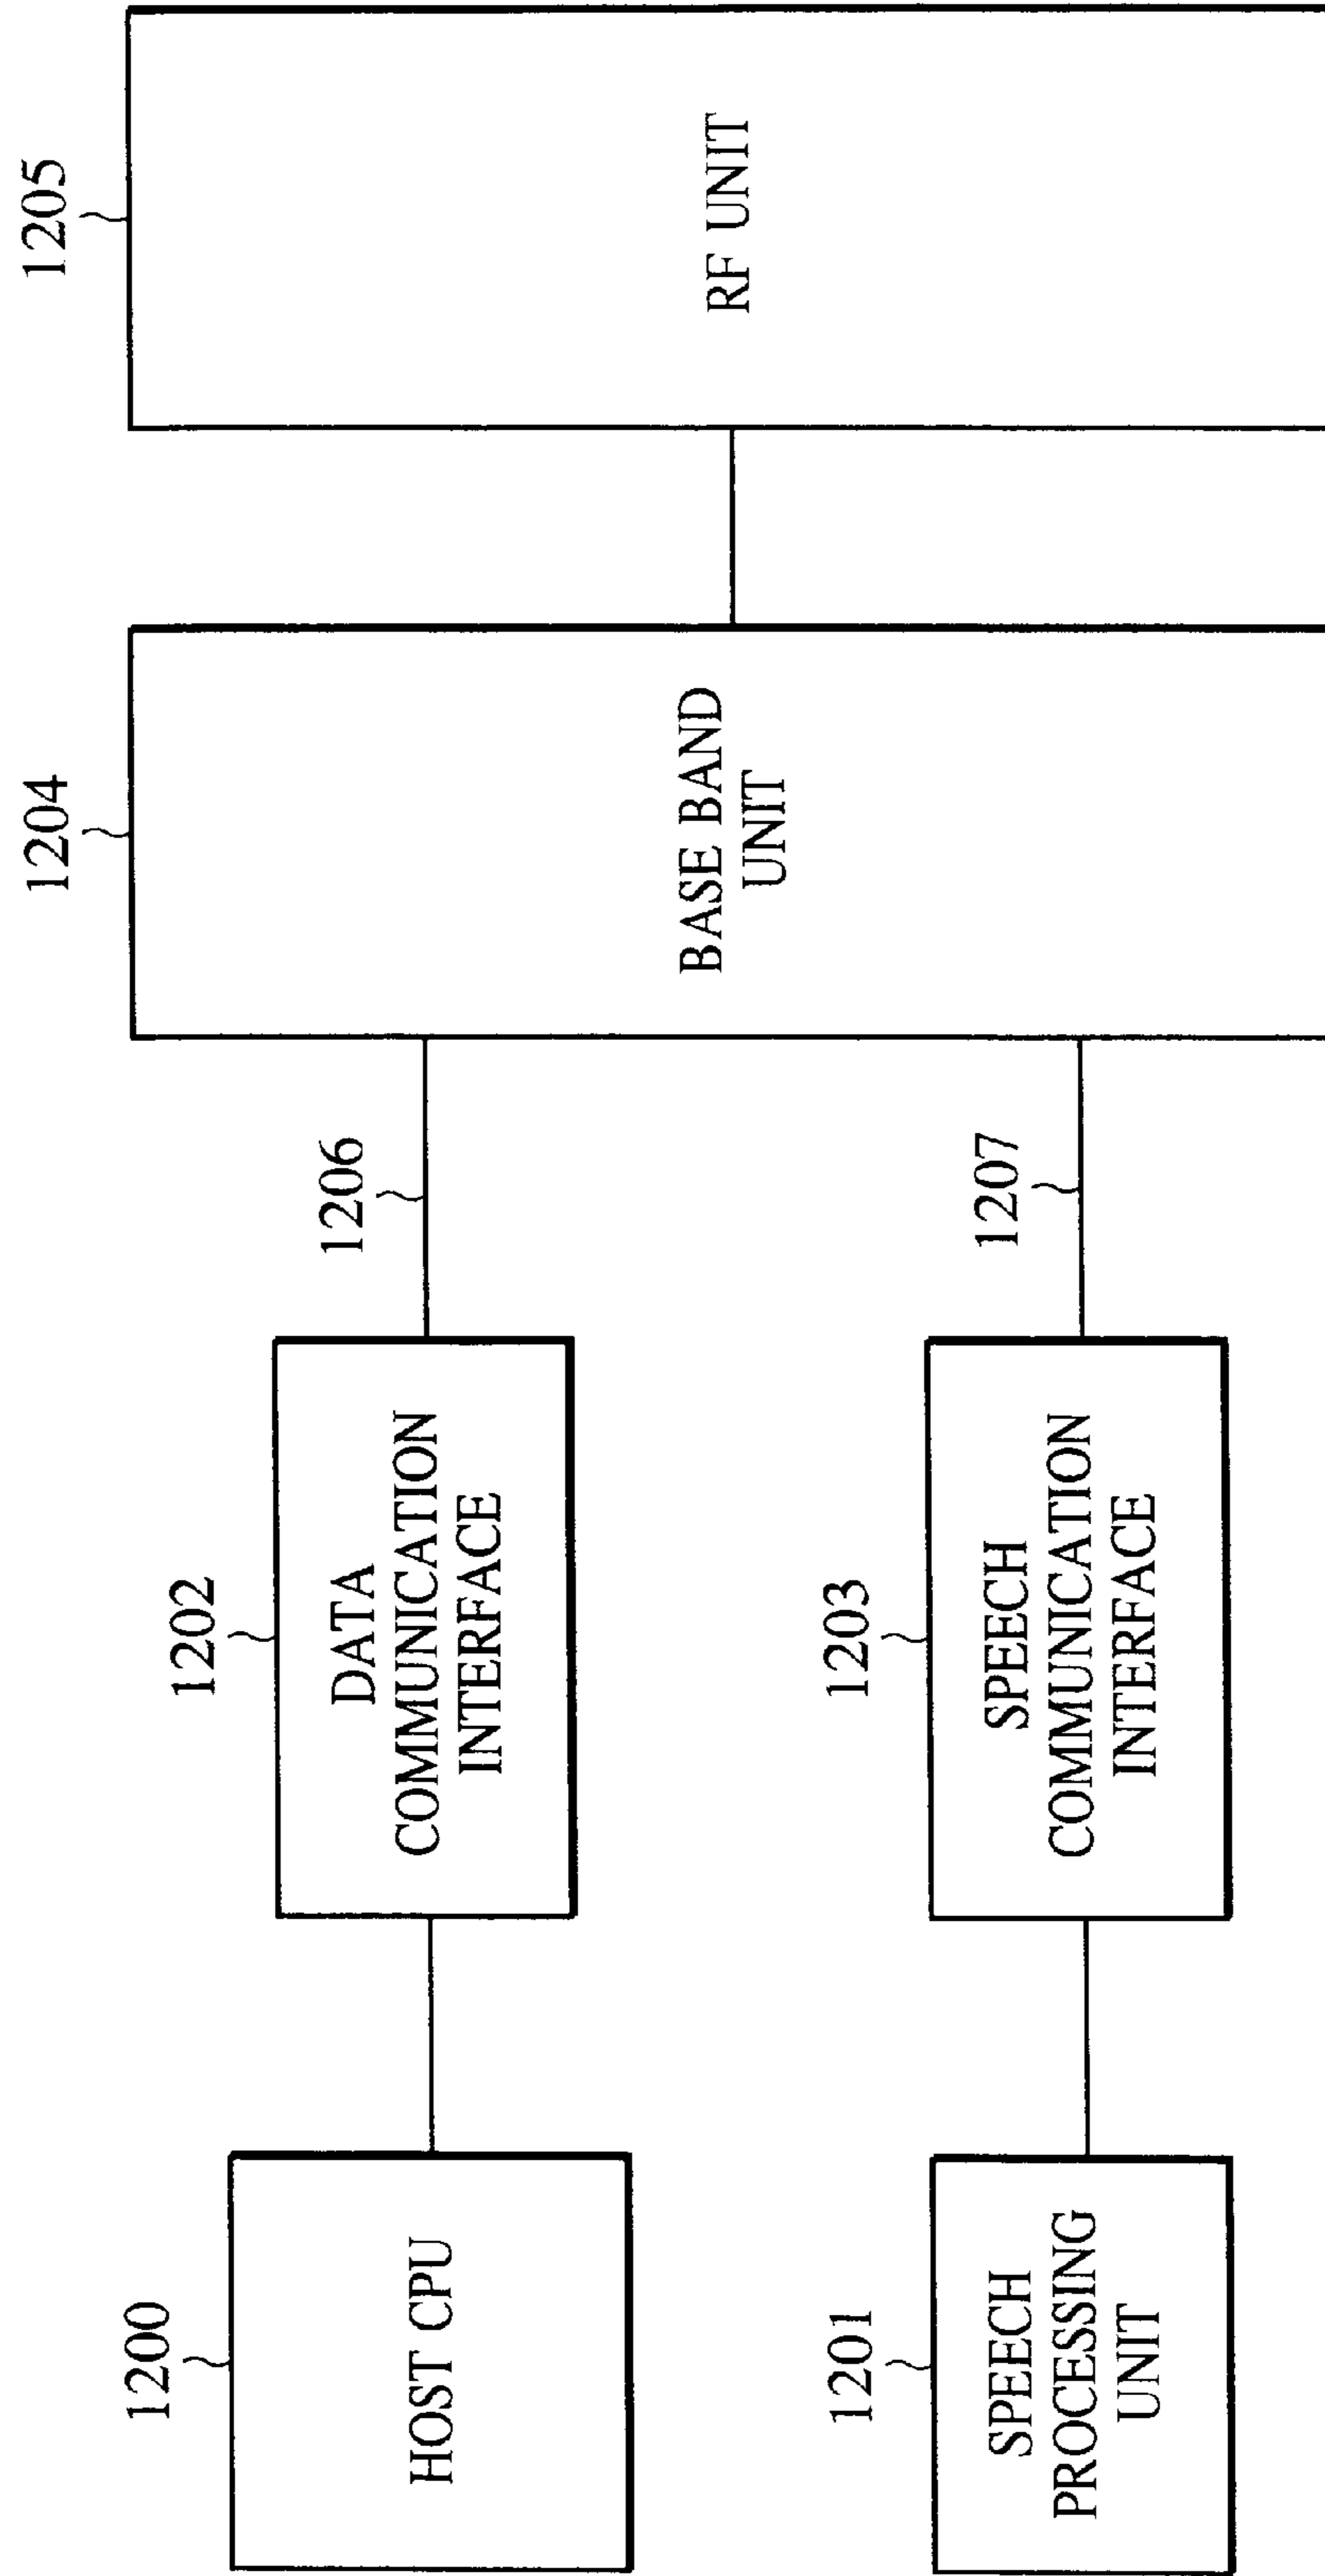 1200
HOST CPU
1202
DATA
COMMUNICATION
INTERFACE
1206
1204
BASE BAND
UNIT
1205
RF UNIT
1201
SPEECH
PROCESSING
UNIT
1203
SPEECH
COMMUNICATION
INTERFACE
1207